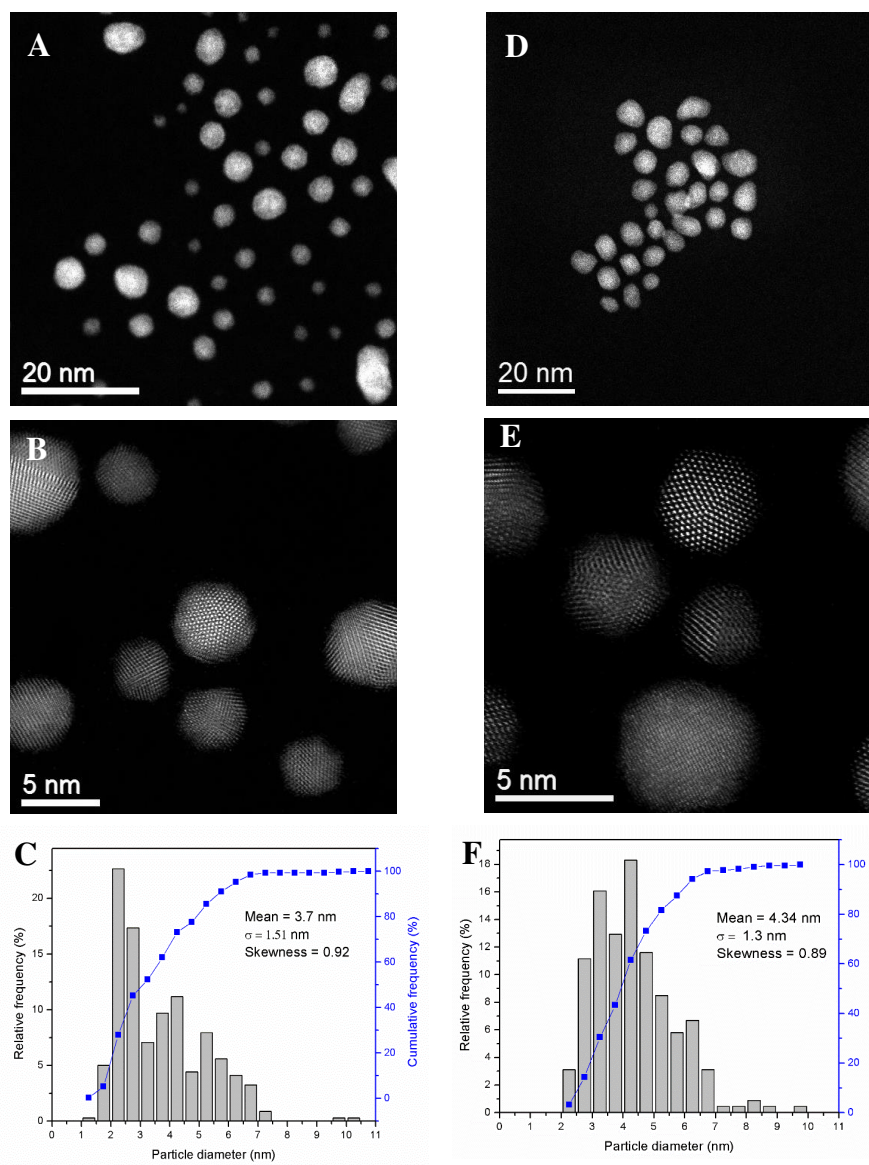 A
20 nm
D
20 nm
B
5 nm
E
5 nm
C
Relative frequency (%)
20
15
10
5
0
Mean = 3.7 nm
σ = 1.51 nm
Skewness = 0.92
100
80
60
40
20
0
Cumulative frequency (%)
0 1 2 3 4 5 6 7 8 9 10 11
Particle diameter (nm)
F
Relative frequency (%)
18
16
14
12
10
8
6
4
2
0
Mean = 4.34 nm
σ = 1.3 nm
Skewness = 0.89
100
80
60
40
20
0
0 1 2 3 4 5 6 7 8 9 10 11
Particle diameter (nm)